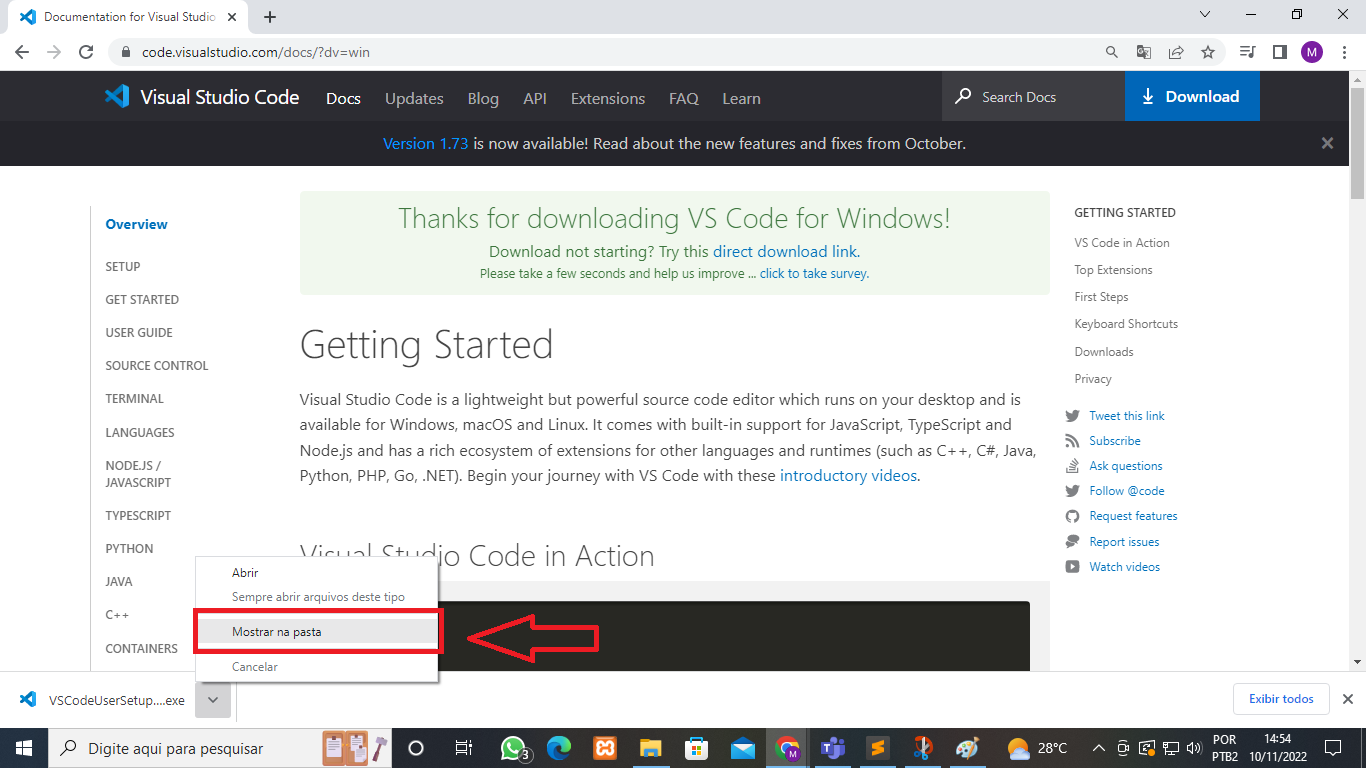 Documentation for Visual Studio
code.visualstudio.com/docs/?dv=win
M
Visual Studio Code
Docs
Updates
Blog
API
Extensions
FAQ
Learn
Search Docs
Download
Version 1.73 is now available! Read about the new features and fixes from October.
Overview
SETUP
GET STARTED
USER GUIDE
SOURCE CONTROL
TERMINAL
LANGUAGES
NODE.JS /
JAVASCRIPT
TYPESCRIPT
PYTHON
JAVA
C++
CONTAINERS
Thanks for downloading VS Code for Windows!
Download not starting? Try this direct download link.
Please take a few seconds and help us improve ... click to take survey.
Getting Started
Visual Studio Code is a lightweight but powerful source code editor which runs on your desktop and is
available for Windows, macOS and Linux. It comes with built-in support for JavaScript, TypeScript and
Node.js and has a rich ecosystem of extensions for other languages and runtimes (such as C++, C#, Java,
Python, PHP, Go, .NET). Begin your journey with VS Code with these introductory videos.
Visual Studio Code in Action
GETTING STARTED
VS Code in Action
Top Extensions
First Steps
Keyboard Shortcuts
Downloads
Privacy
Tweet this link
Subscribe
Ask questions
Follow @code
Request features
Report issues
Watch videos
Abrir
Sempre abrir arquivos deste tipo
Mostrar na pasta
Cancelar
VSCodeUserSetup....exe
Exibir todos
Digite aqui para pesquisar
3
M
28°C
POR
PTB2
14:54
10/11/2022